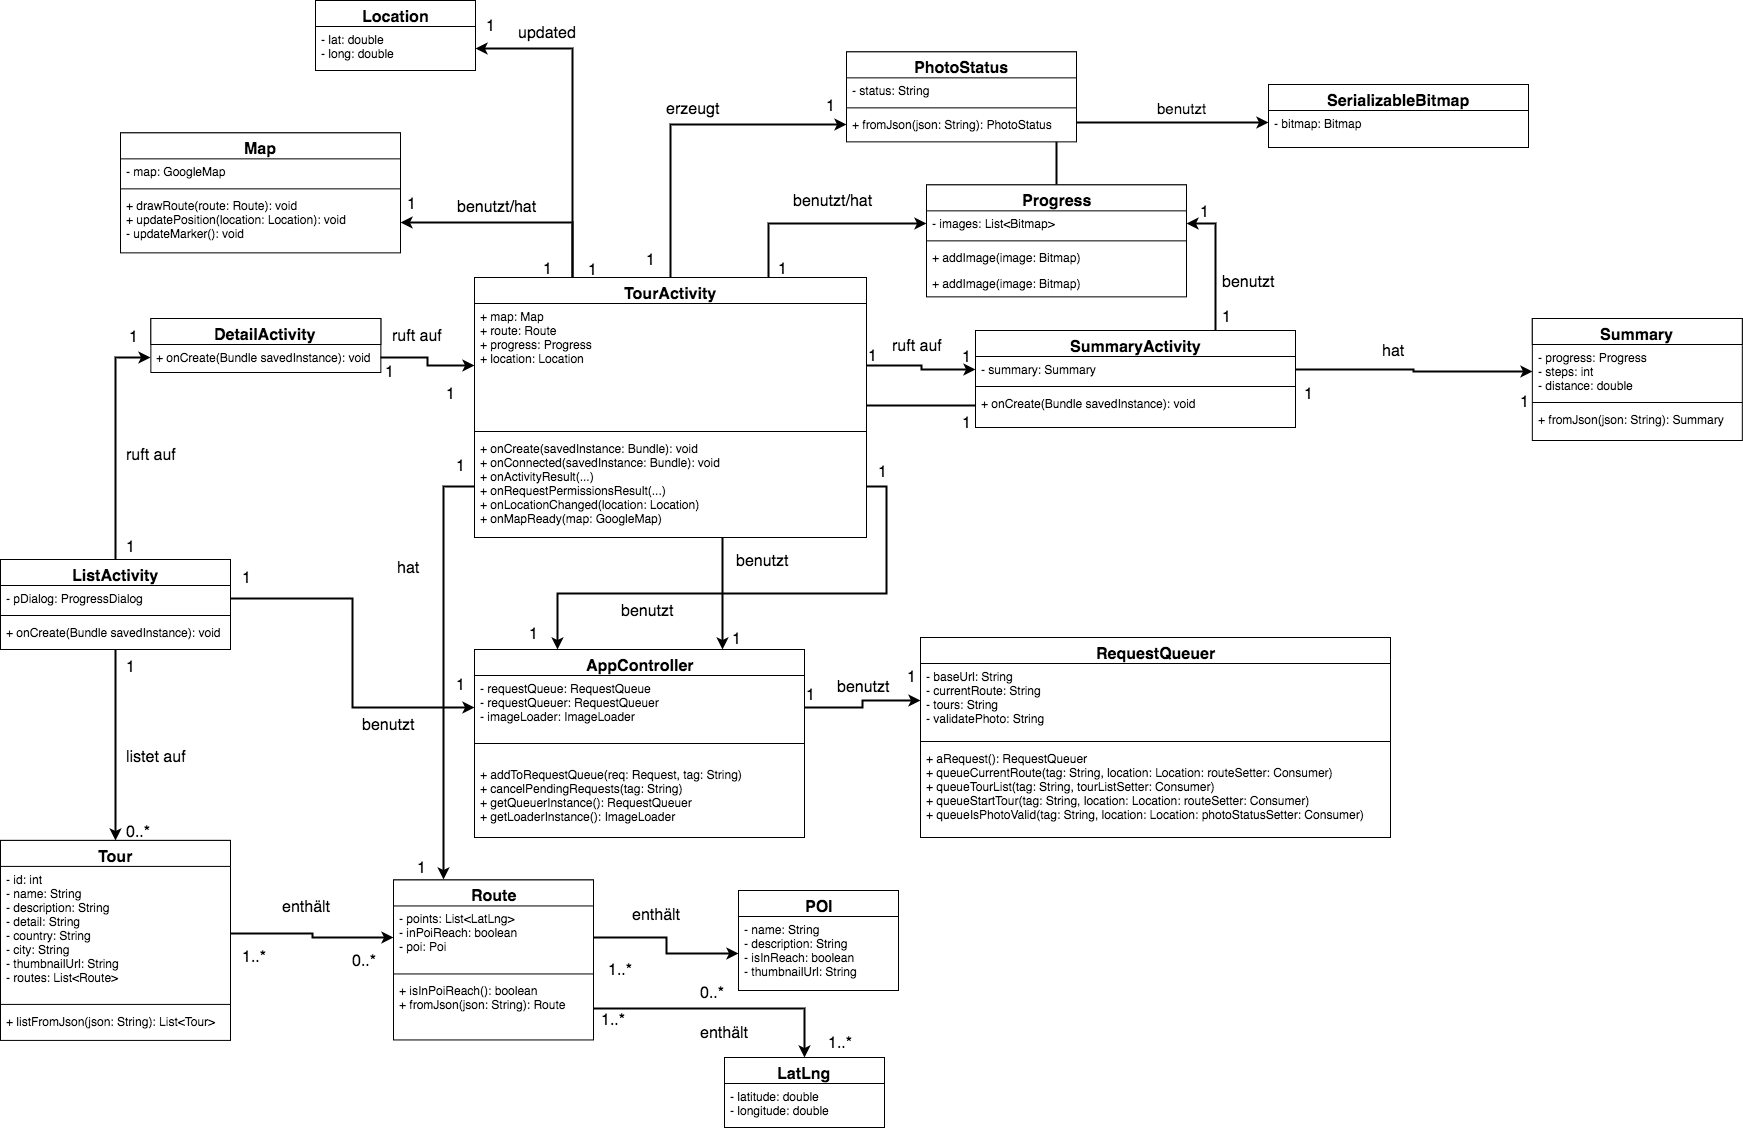 Location
- lat: double
- long: double
1
updated
PhotoStatus
- status: String
+ fromJson(json: String): PhotoStatus
erzeugt
1
benutzt
SerializableBitmap
- bitmap: Bitmap
Map
- map: GoogleMap
+ drawRoute(route: Route): void
+ updatePosition(location: Location): void
- updateMarker(): void
1
benutzt/hat
benutzt/hat
Progress
- images: List<Bitmap>
+ addImage(image: Bitmap)
+ addImage(image: Bitmap)
1
benutzt
1
1
1
1
1
TourActivity
+ map: Map
+ route: Route
+ progress: Progress
+ location: Location
+ onCreate(savedInstance: Bundle): void
+ onConnected(savedInstance: Bundle): void
+ onActivityResult(...)
+ onRequestPermissionsResult(...)
+ onLocationChanged(location: Location)
+ onMapReady(map: GoogleMap)
1
DetailActivity
+ onCreate(Bundle savedInstance): void
ruft auf
1
1
ruft auf
1
1
1
SummaryActivity
- summary: Summary
+ onCreate(Bundle savedInstance): void
hat
1
1
Summary
- progress: Progress
- steps: int
- distance: double
+ fromJson(json: String): Summary
ruft auf
1
1
1
hat
benutzt
benutzt
1
1
ListActivity
- pDialog: ProgressDialog
+ onCreate(Bundle savedInstance): void
1
1
benutzt
1
AppController
- requestQueue: RequestQueue
- requestQueuer: RequestQueuer
- imageLoader: ImageLoader
+ addToRequestQueue(req: Request, tag: String)
+ cancelPendingRequests(tag: String)
+ getQueuerInstance(): RequestQueuer
+ getLoaderInstance(): ImageLoader
1
benutzt
1
RequestQueuer
- baseUrl: String
- currentRoute: String
- tours: String
- validatePhoto: String
+ aRequest(): RequestQueuer
+ queueCurrentRoute(tag: String, location: Location: routeSetter: Consumer)
+ queueTourList(tag: String, tourListSetter: Consumer)
+ queueStartTour(tag: String, location: Location: routeSetter: Consumer)
+ queueIsPhotoValid(tag: String, location: Location: photoStatusSetter: Consumer)
listet auf
0..*
Tour
- id: int
- name: String
- description: String
- detail: String
- country: String
- city: String
- thumbnailUrl: String
- routes: List<Route>
+ listFromJson(json: String): List<Tour>
enthält
1..*
0..*
1
Route
- points: List<LatLng>
- inPoiReach: boolean
- poi: Poi
+ isInPoiReach(): boolean
+ fromJson(json: String): Route
enthält
1..*
0..*
POI
- name: String
- description: String
- isInReach: boolean
- thumbnailUrl: String
1..*
enthält
1..*
LatLng
- latitude: double
- longitude: double